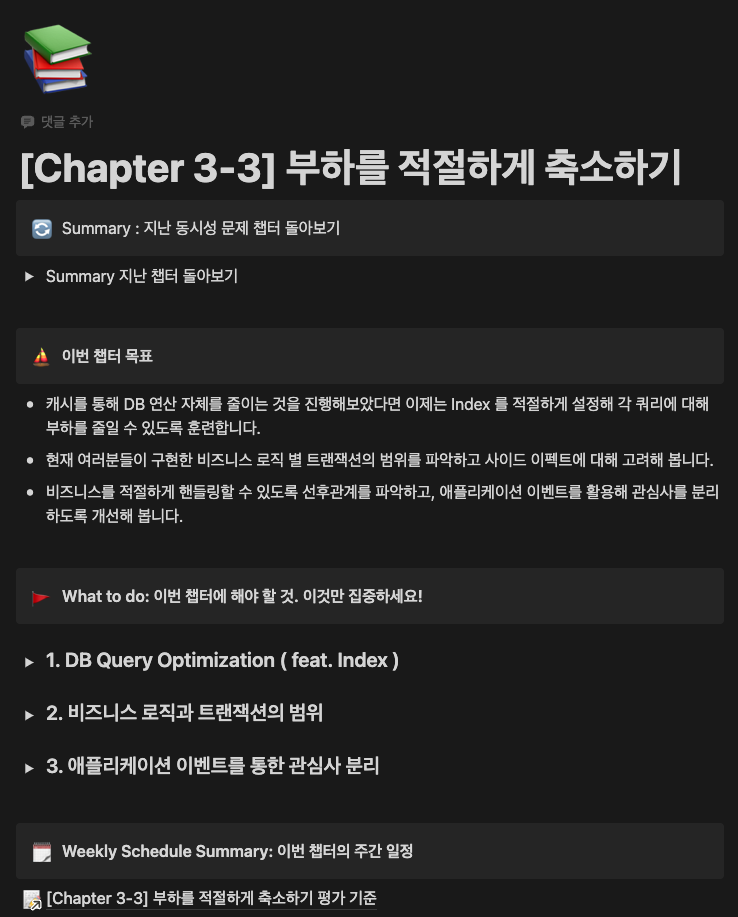 댓글 추가
[Chapter 3-3] 부하를 적절하게 축소하기
Summary : 지난 동시성 문제 챕터 돌아보기
Summary 지난 챕터 돌아보기
이번 챕터 목표
캐시를 통해 DB 연산 자체를 줄이는 것을 진행해보았다면 이제는 Index 를 적절하게 설정해 각 쿼리에 대해
부하를 줄일 수 있도록 훈련합니다.
현재 여러분들이 구현한 비즈니스 로직 별 트랜잭션의 범위를 파악하고 사이드 이펙트에 대해 고려해 봅니다.
비즈니스를 적절하게 핸들링할 수 있도록 선후관계를 파악하고, 애플리케이션 이벤트를 활용해 관심사를 분리
하도록 개선해 봅니다.
What to do: 이번 챕터에 해야 할 것. 이것만 집중하세요!
1. DB Query Optimization ( feat. Index )
2. 비즈니스 로직과 트랜잭션의 범위
3. 애플리케이션 이벤트를 통한 관심사 분리
Weekly Schedule Summary: 이번 챕터의 주간 일정
[Chapter 3-3] 부하를 적절하게 축소하기 평가 기준